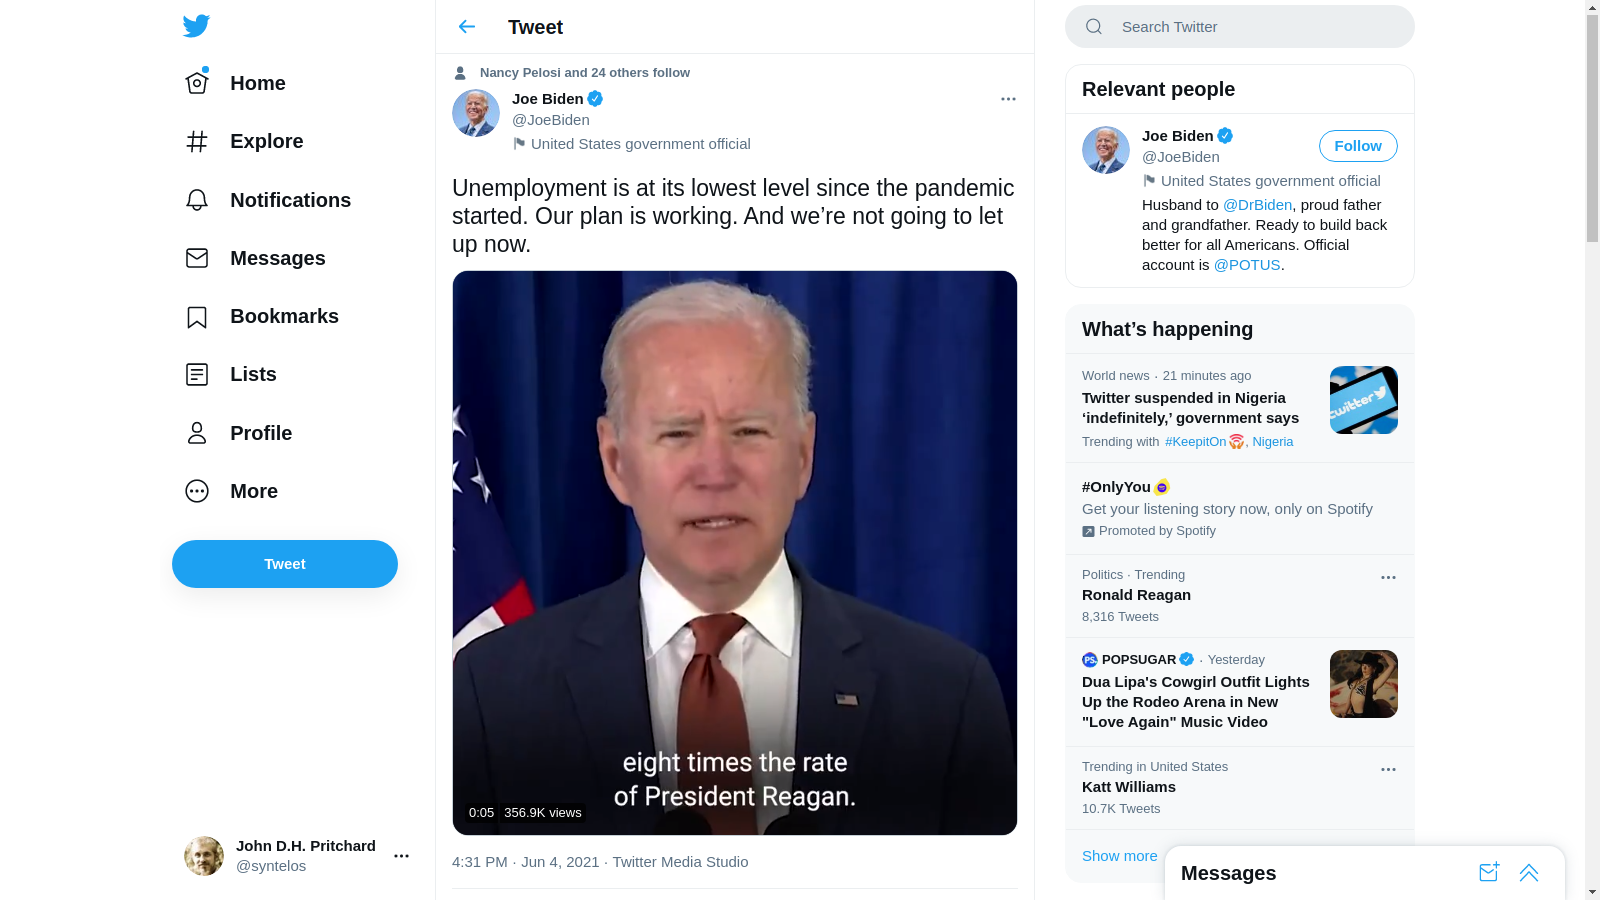 Home
Explore
Notifications
Messages
Bookmarks
Lists
Profile
More
Tweet
John D.H. Pritchard
@syntelos
Tweet
Nancy Pelosi and 24 others follow
Joe Biden
@JoeBiden
United States government official
Unemployment is at its lowest level since the pandemic
started. Our plan is working. And we’re not going to let
up now.
eight times the rate
of President Reagan.
0:05 356.9K views
4:31 PM · Jun 4, 2021 · Twitter Media Studio
Search Twitter
Relevant people
Joe Biden
@JoeBiden
Follow
United States government official
Husband to @DrBiden, proud father
and grandfather. Ready to build back
better for all Americans. Official
account is @POTUS.
What’s happening
World news · 21 minutes ago
Twitter suspended in Nigeria
‘indefinitely,’ government says
Trending with #KeepitOn, Nigeria
twitter
#OnlyYou
Get your listening story now, only on Spotify
Promoted by Spotify
Politics · Trending
Ronald Reagan
8,316 Tweets
PS.
POPSUGAR · Yesterday
Dua Lipa's Cowgirl Outfit Lights
Up the Rodeo Arena in New
"Love Again" Music Video
Trending in United States
Katt Williams
10.7K Tweets
Show more
Messages